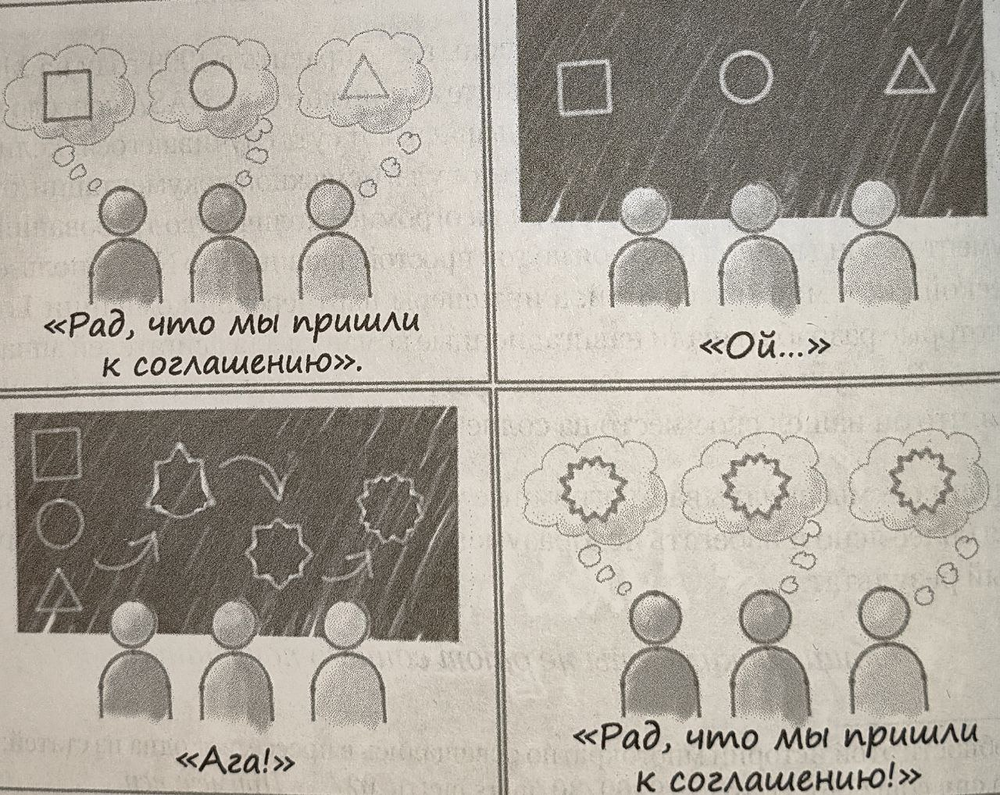 «Рад, что мы пришли
к соглашению».
«Ой...»
«Ага!»
«Рад, что мы пришли
к соглашению!»